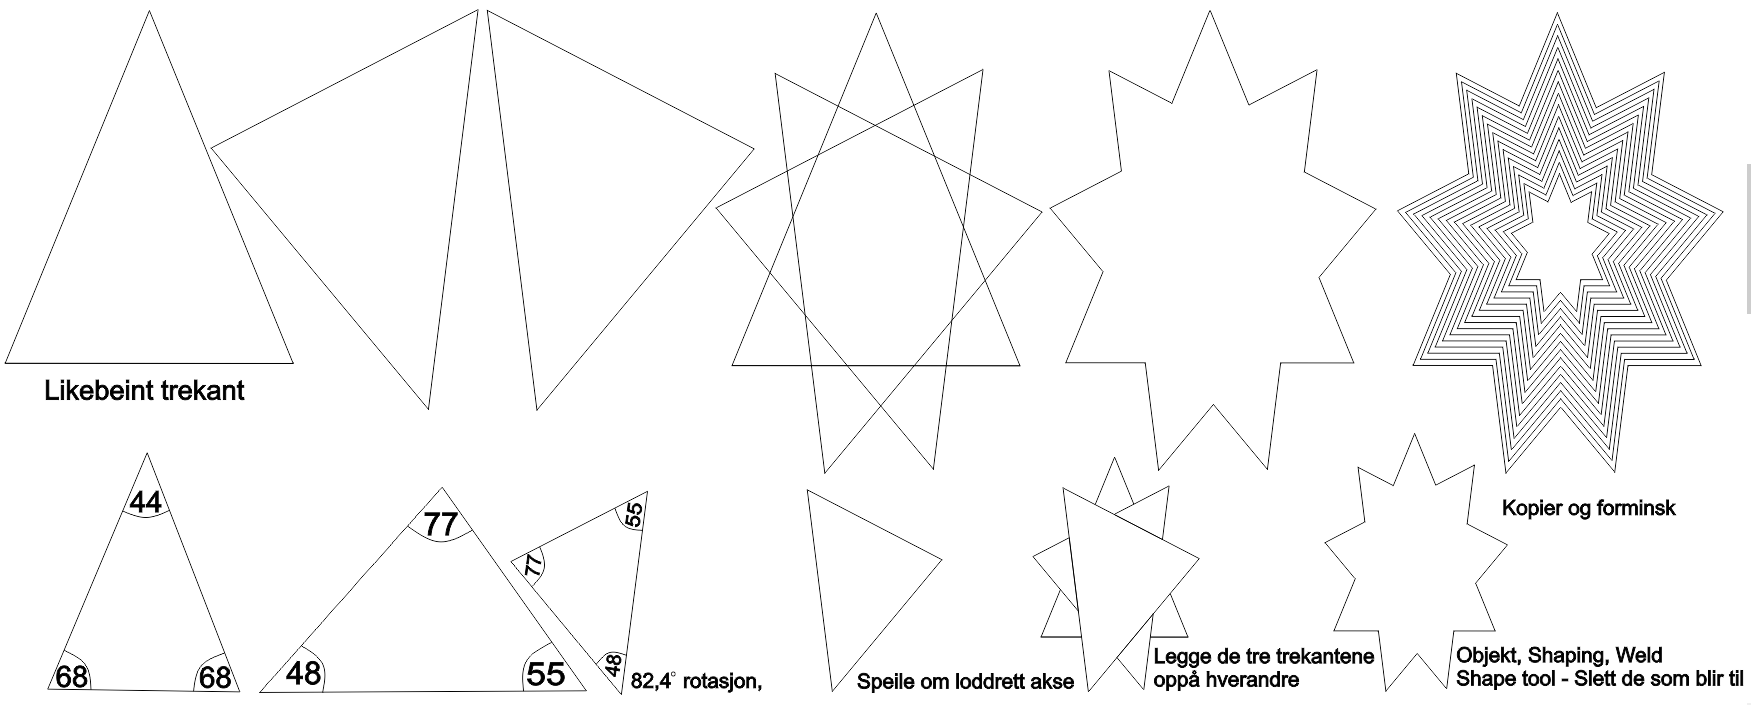 Likebeint trekant
44
68
68
77
48
55
55
77
48
82,4° rotasjon,
Speile om loddrett akse
Legge de tre trekantene
oppå hverandre
Kopier og forminsk
Objekt, Shaping, Weld
Shape tool - Slett de som blir til